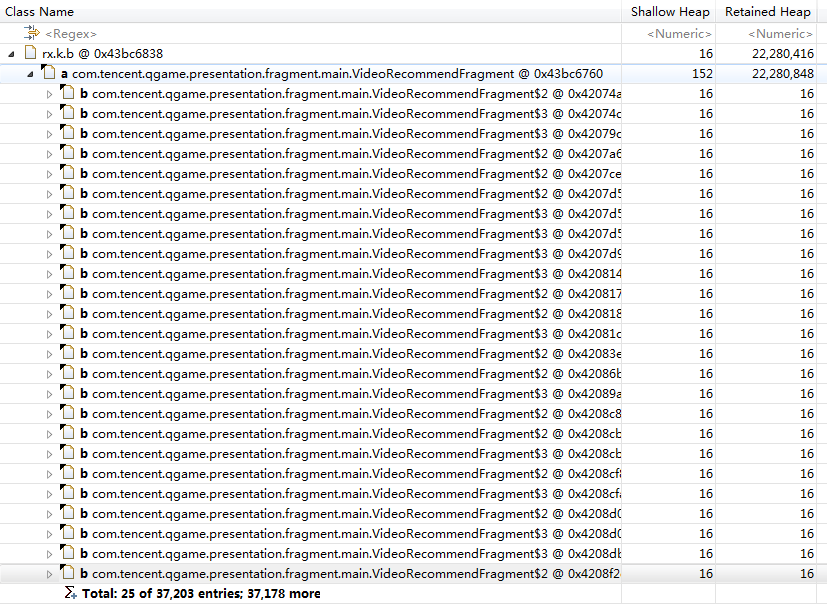 Class Name Shallow Heap Retained Heap
<Regex> <Numeric> <Numeric>
rx.k.b @ 0x43bc6838 16 22,280,416
a com.tencent.qgame.presentation.fragment.main.VideoRecommendFragment @ 0x43bc6760 152 22,280,848
b com.tencent.qgame.presentation.fragment.main.VideoRecommendFragment$2 @ 0x42074a 16 16
b com.tencent.qgame.presentation.fragment.main.VideoRecommendFragment$3 @ 0x42074c 16 16
b com.tencent.qgame.presentation.fragment.main.VideoRecommendFragment$3 @ 0x42079c 16 16
b com.tencent.qgame.presentation.fragment.main.VideoRecommendFragment$2 @ 0x4207a6 16 16
b com.tencent.qgame.presentation.fragment.main.VideoRecommendFragment$2 @ 0x4207ce 16 16
b com.tencent.qgame.presentation.fragment.main.VideoRecommendFragment$2 @ 0x4207d5 16 16
b com.tencent.qgame.presentation.fragment.main.VideoRecommendFragment$3 @ 0x4207d5 16 16
b com.tencent.qgame.presentation.fragment.main.VideoRecommendFragment$3 @ 0x4207d5 16 16
b com.tencent.qgame.presentation.fragment.main.VideoRecommendFragment$2 @ 0x4207d9 16 16
b com.tencent.qgame.presentation.fragment.main.VideoRecommendFragment$3 @ 0x420814 16 16
b com.tencent.qgame.presentation.fragment.main.VideoRecommendFragment$2 @ 0x420817 16 16
b com.tencent.qgame.presentation.fragment.main.VideoRecommendFragment$2 @ 0x420818 16 16
b com.tencent.qgame.presentation.fragment.main.VideoRecommendFragment$3 @ 0x42081c 16 16
b com.tencent.qgame.presentation.fragment.main.VideoRecommendFragment$2 @ 0x42083e 16 16
b com.tencent.qgame.presentation.fragment.main.VideoRecommendFragment$2 @ 0x42086b 16 16
b com.tencent.qgame.presentation.fragment.main.VideoRecommendFragment$3 @ 0x42089a 16 16
b com.tencent.qgame.presentation.fragment.main.VideoRecommendFragment$2 @ 0x4208c8 16 16
b com.tencent.qgame.presentation.fragment.main.VideoRecommendFragment$2 @ 0x4208cb 16 16
b com.tencent.qgame.presentation.fragment.main.VideoRecommendFragment$3 @ 0x4208cb 16 16
b com.tencent.qgame.presentation.fragment.main.VideoRecommendFragment$2 @ 0x4208cf8 16 16
b com.tencent.qgame.presentation.fragment.main.VideoRecommendFragment$3 @ 0x4208cfa 16 16
b com.tencent.qgame.presentation.fragment.main.VideoRecommendFragment$2 @ 0x4208d0 16 16
b com.tencent.qgame.presentation.fragment.main.VideoRecommendFragment$3 @ 0x4208d0 16 16
b com.tencent.qgame.presentation.fragment.main.VideoRecommendFragment$3 @ 0x4208db 16 16
b com.tencent.qgame.presentation.fragment.main.VideoRecommendFragment$2 @ 0x4208f2 16 16
Total: 25 of 37,203 entries; 37,178 more